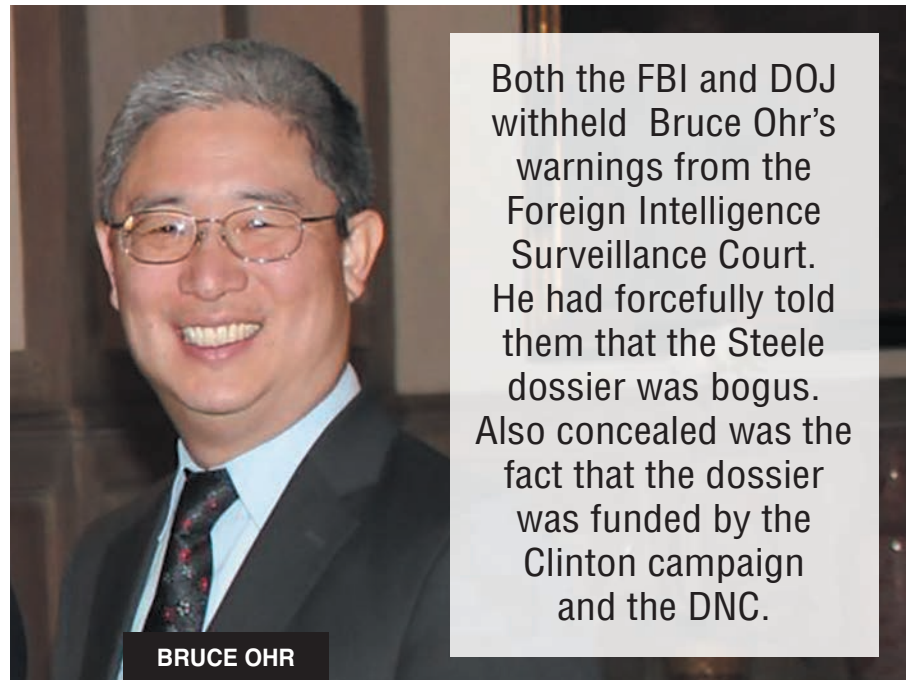 Both the FBI and DOJ
withheld  Bruce Ohr’s
warnings from the
Foreign Intelligence
Surveillance Court.
He had forcefully told
them that the Steele
dossier was bogus.
Also concealed was the
fact that the dossier
was funded by the
Clinton campaign
and the DNC.
BRUCE OHR